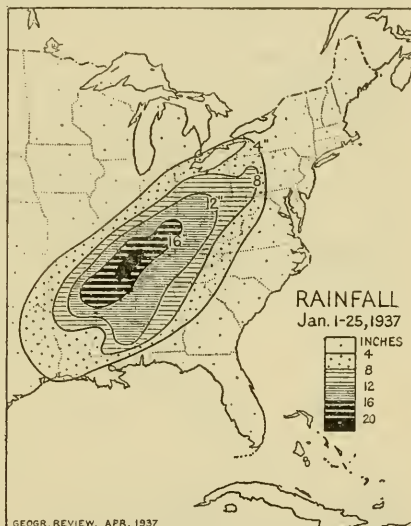 4"
8
12
16
RAINFALL
Jan. 1-25, 1937
INCHES
4
8
12
16
20
GEOGR. REVIEW, APR. 1937